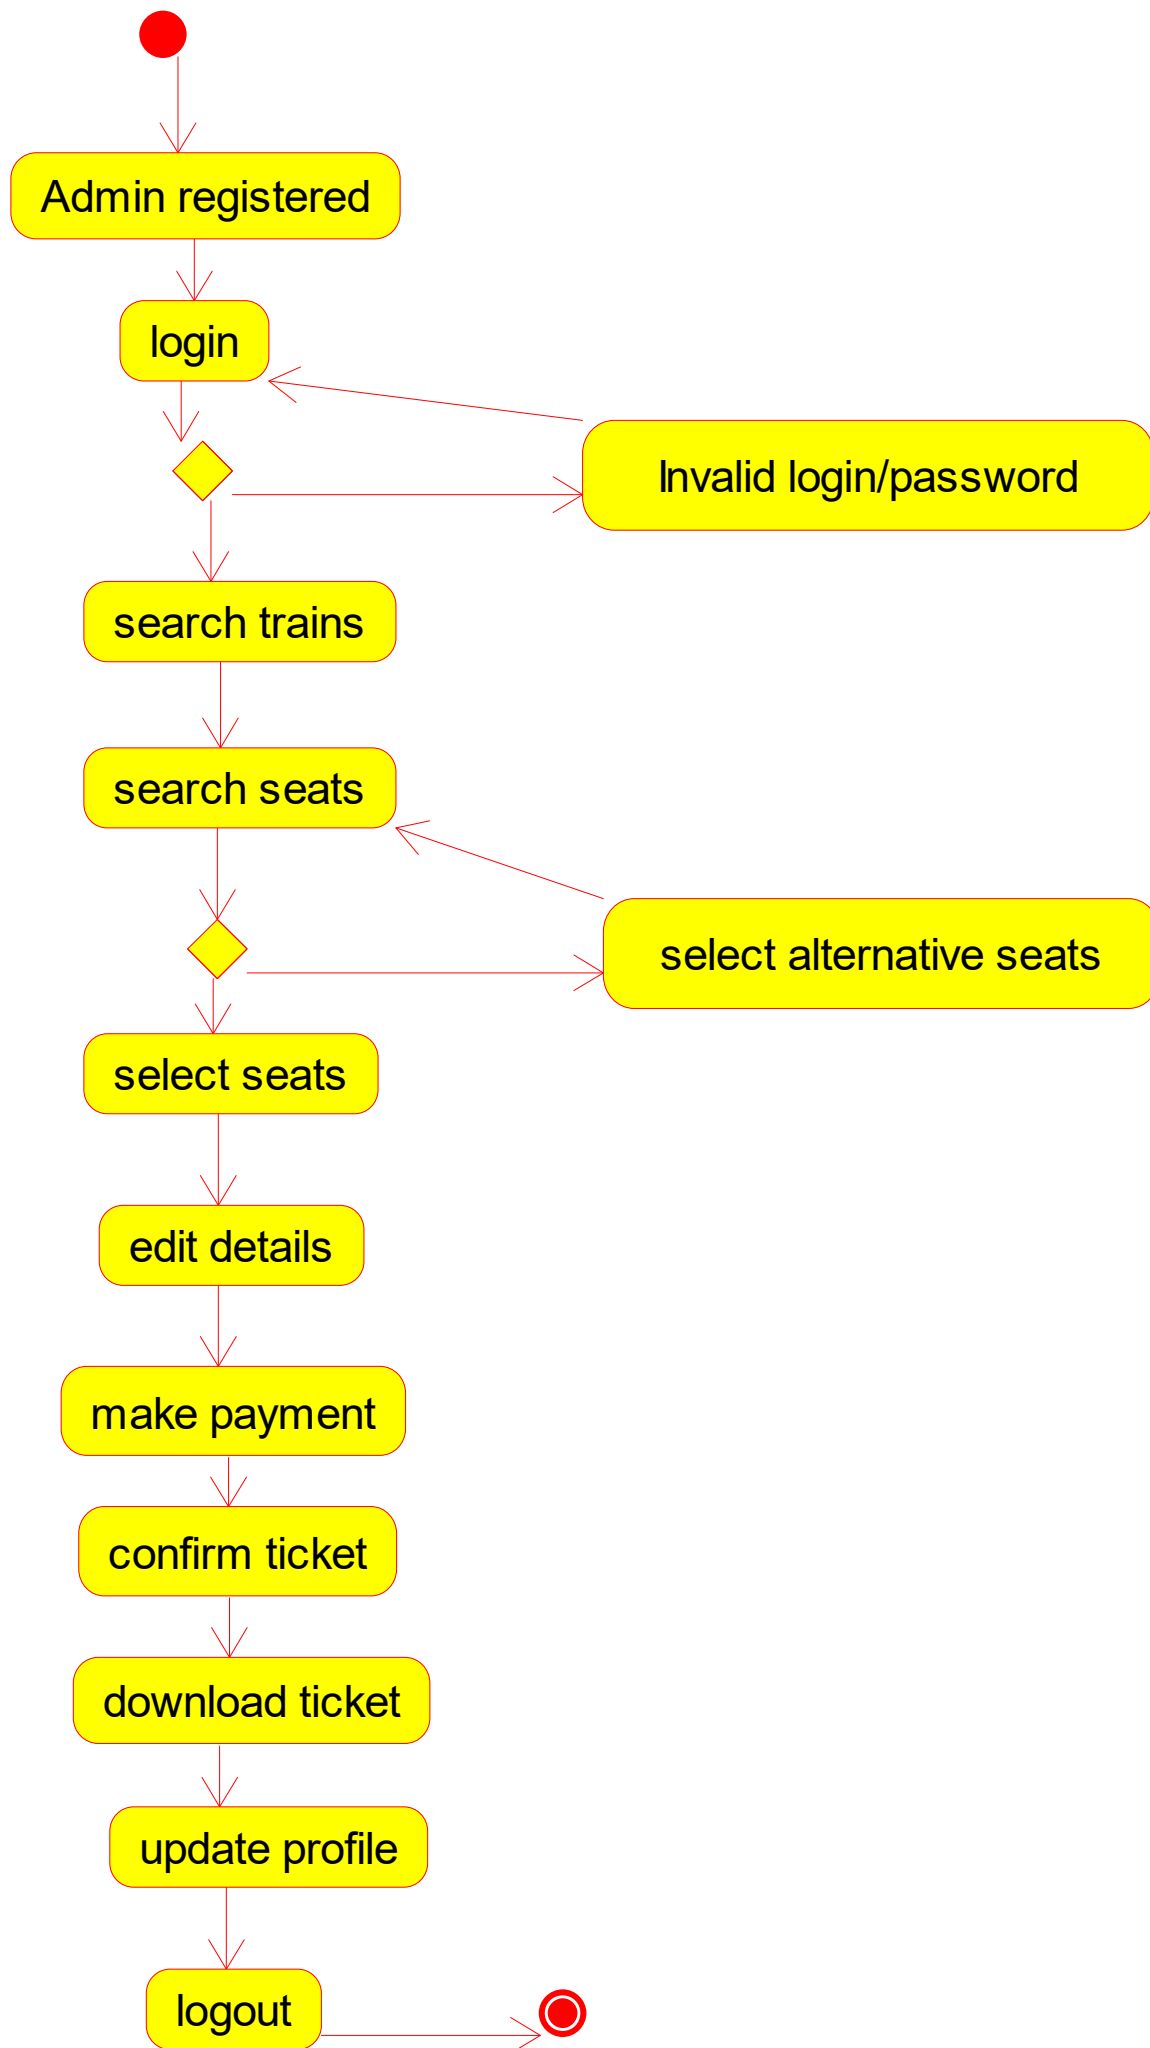 Admin registered
login
Invalid login/password
search trains
search seats
select alternative seats
select seats
edit details
make payment
confirm ticket
download ticket
update profile
logout